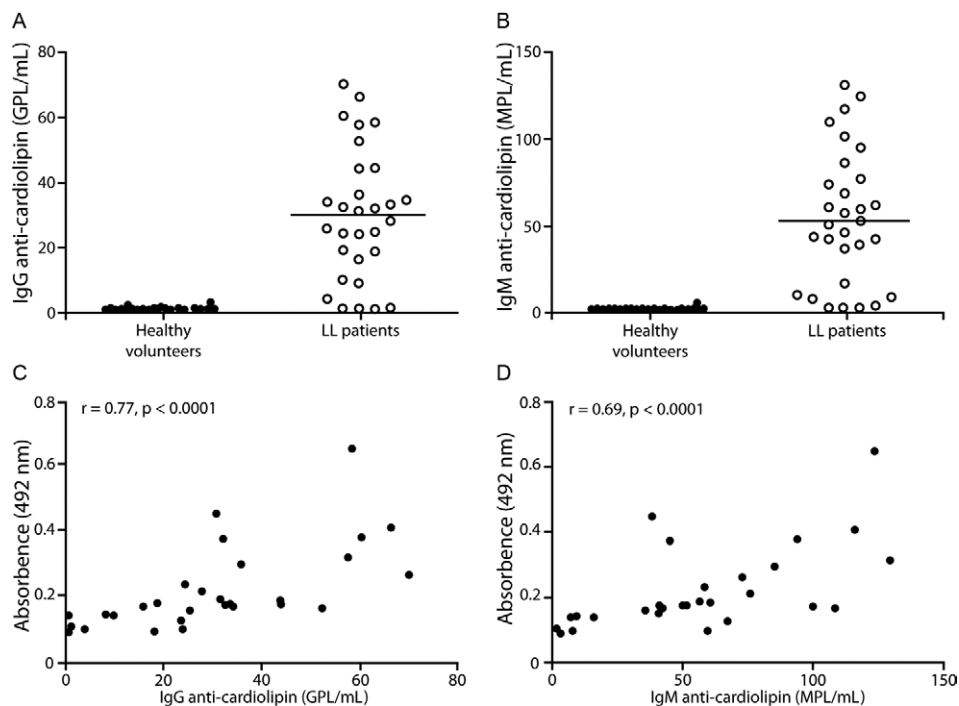 A
IgG anti-cardiolipin (GPL/mL)
80
60
40
20
0
Healthy
volunteers
LL patients
B
IgM anti-cardiolipin (MPL/mL)
150
100
50
0
Healthy
volunteers
LL patients
C
r = 0.77, p < 0.0001
Absorbence (492 nm)
0.8
0.6
0.4
0.2
0
0 20 40 60 80
IgG anti-cardiolipin (GPL/mL)
D
r = 0.69, p < 0.0001
Absorbence (492 nm)
0.8
0.6
0.4
0.2
0
0 50 100 150
IgM anti-cardiolipin (MPL/mL)